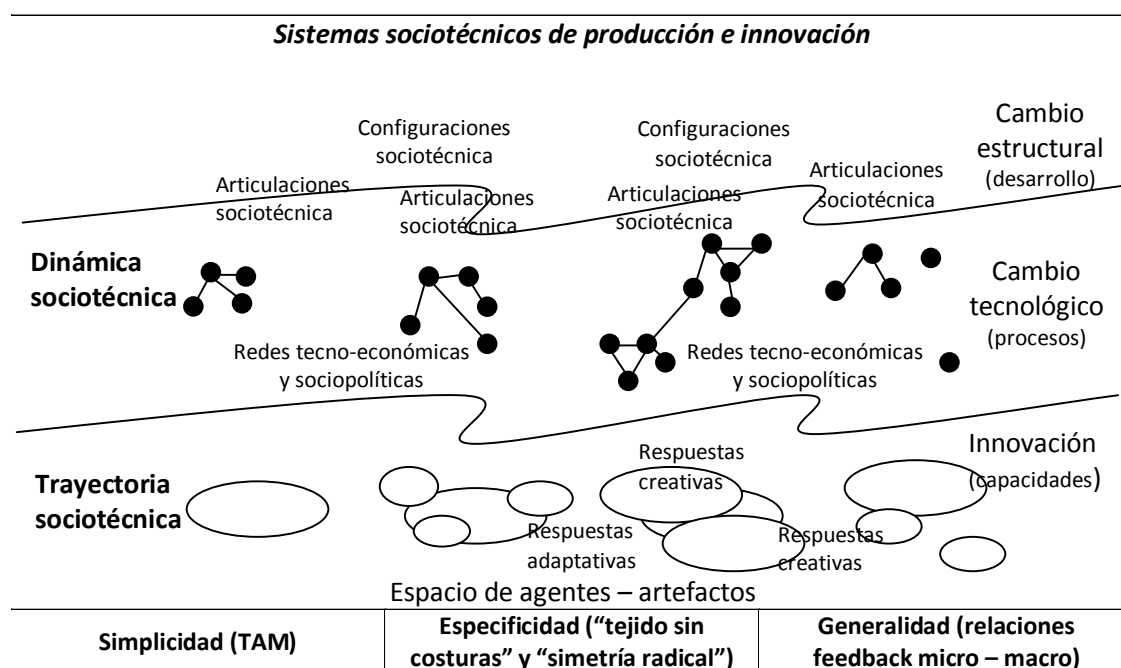 Sistemas sociotécnicos de producción e innovación
Configuraciones
sociotécnica
Configuraciones
sociotécnica
Cambio
estructural
(desarrollo)
Articulaciones
sociotécnica
Articulaciones
sociotécnica
Articulaciones
sociotécnica
Articulaciones
sociotécnica
Dinámica
sociotécnica
Cambio
tecnológico
(procesos)
Redes tecno-económicas
y sociopolíticas
Redes tecno-económicas
y sociopolíticas
Innovación
(capacidades)
Trayectoria
sociotécnica
Respuestas
creativas
Respuestas
adaptativas
Respuestas
creativas
Espacio de agentes – artefactos
Simplicidad (TAM)
Especificidad (“tejido sin
costuras” y “simetría radical”)
Generalidad (relaciones
feedback micro – macro)